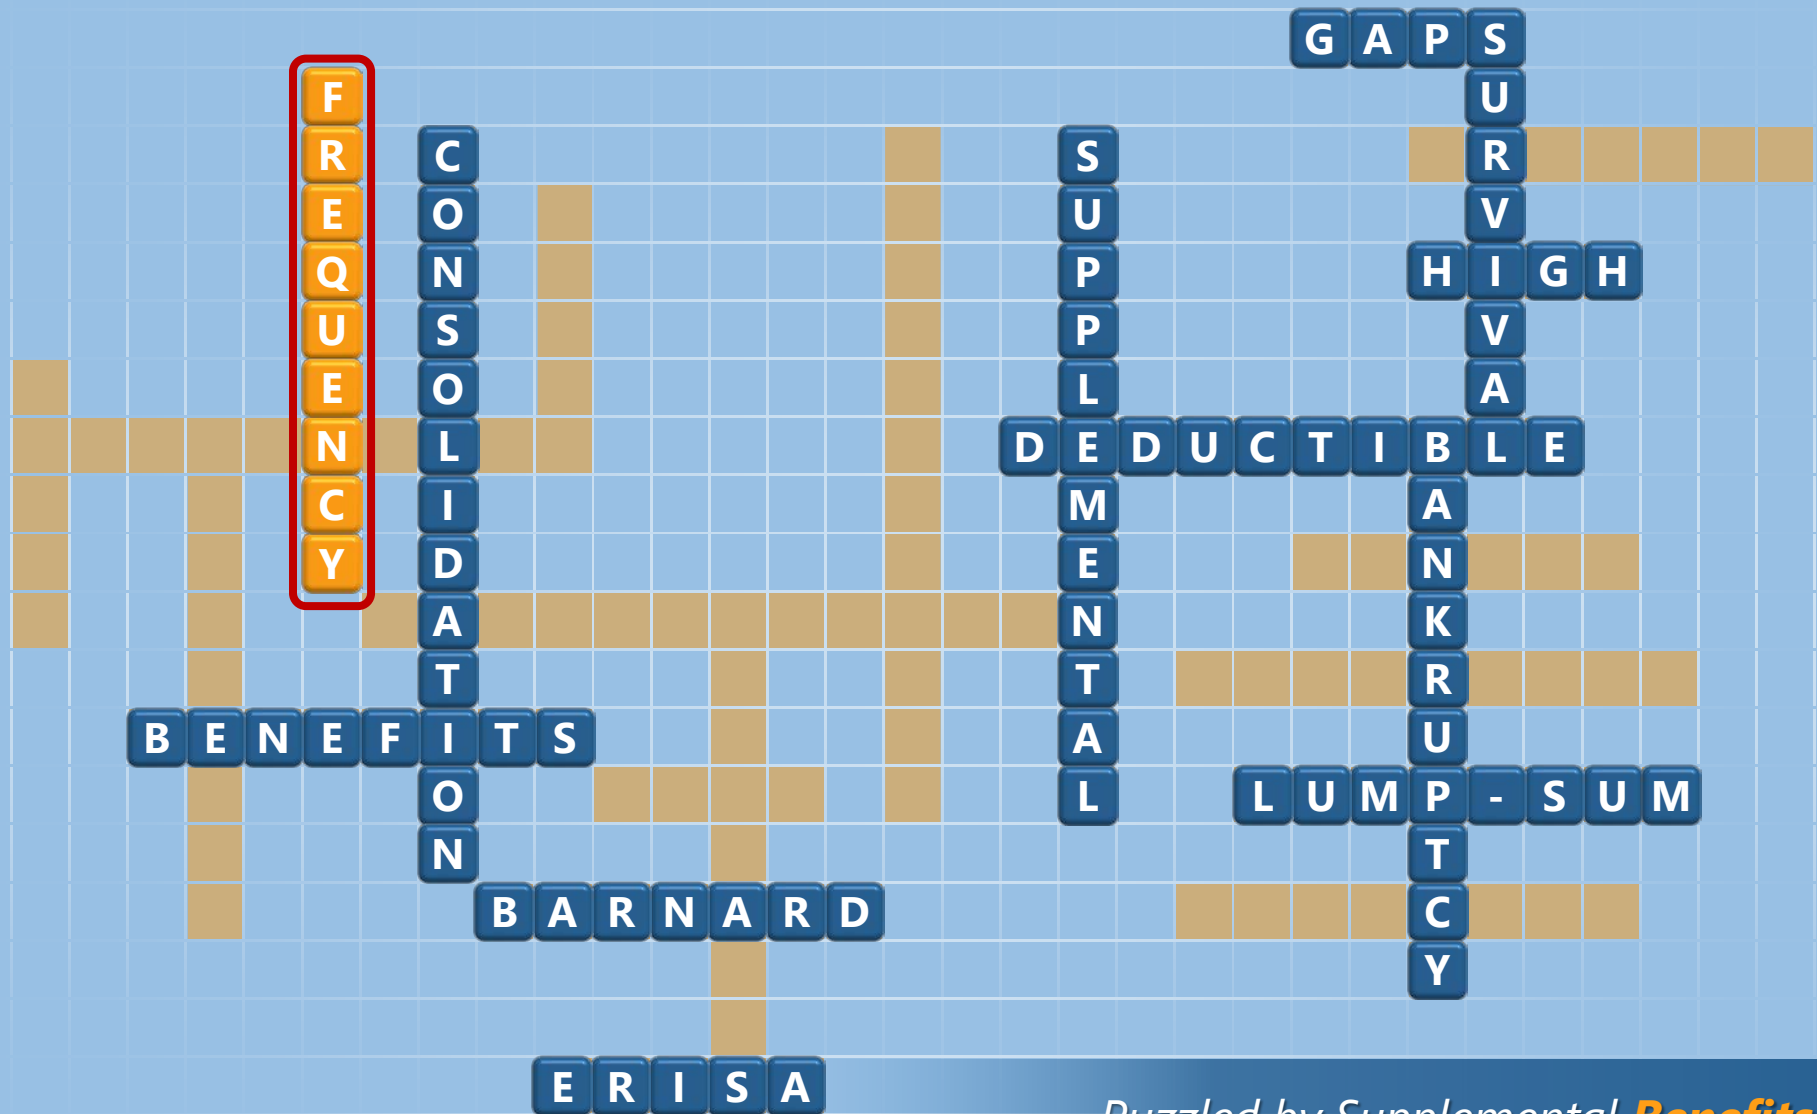 GAPS
SURVIVAL
FREQUENCY
CONSOLIDATION
SUPPLEMENTAL
HIGH
DEDUCTIBLE
BANKRUPTCY
BENEFITS
LUMP-SUM
BARNARD
ERISA
Puzzled by Supplemental Benefits